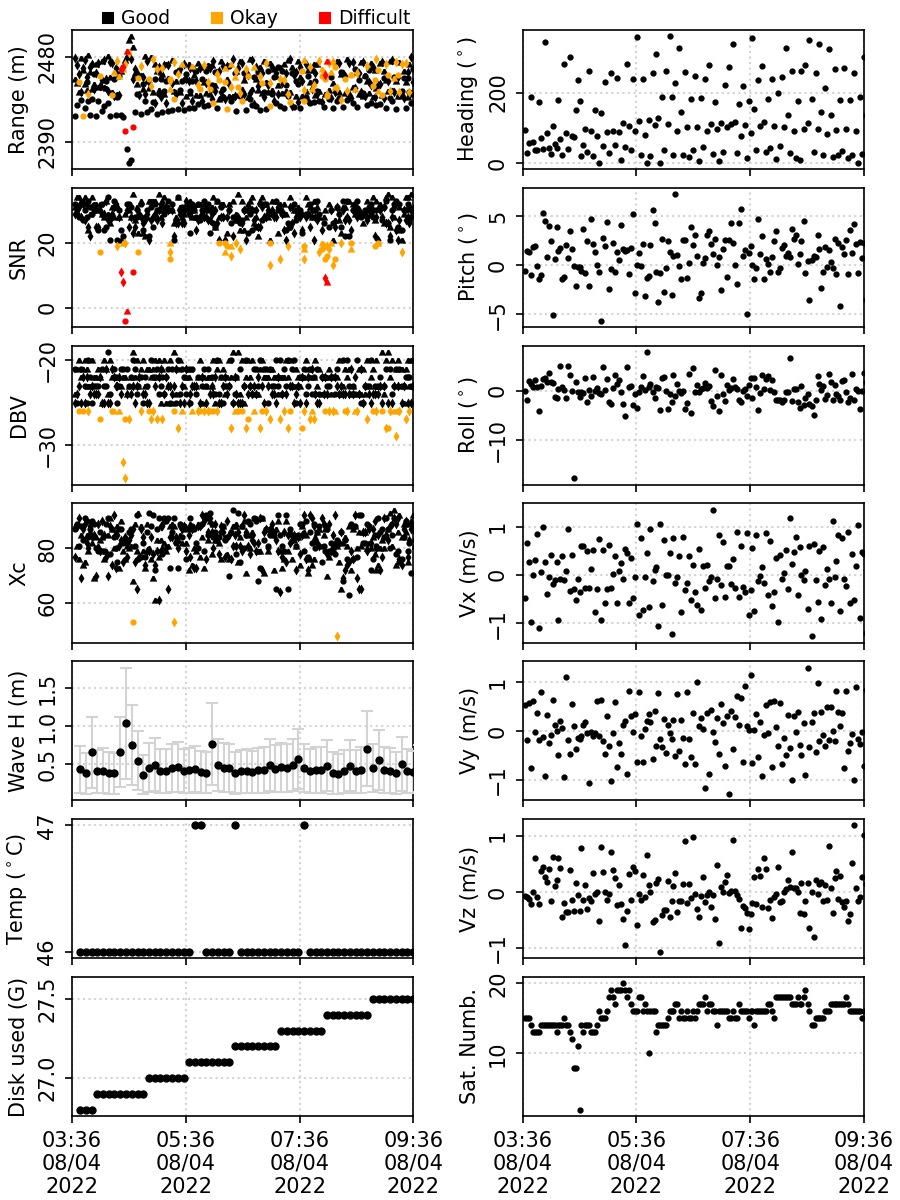 Good Okay Difficult
Range (m)
2480
2390
Heading (°)
200
0
SNR
20
0
Pitch (°)
5
0
−5
DBV
−20
−30
Roll (°)
0
−10
Xc
80
60
Vx (m/s)
1
0
−1
Wave H (m)
1.5
1.0
0.5
Vy (m/s)
1
0
−1
Temp (°C)
47
46
Vz (m/s)
1
0
−1
Disk used (G)
27.5
27.0
Sat. Numb.
20
10
03:36 05:36 07:36 09:36 03:36 05:36 07:36 09:36
08/04 08/04 08/04 08/04 08/04 08/04 08/04 08/04
2022 2022 2022 2022 2022 2022 2022 2022